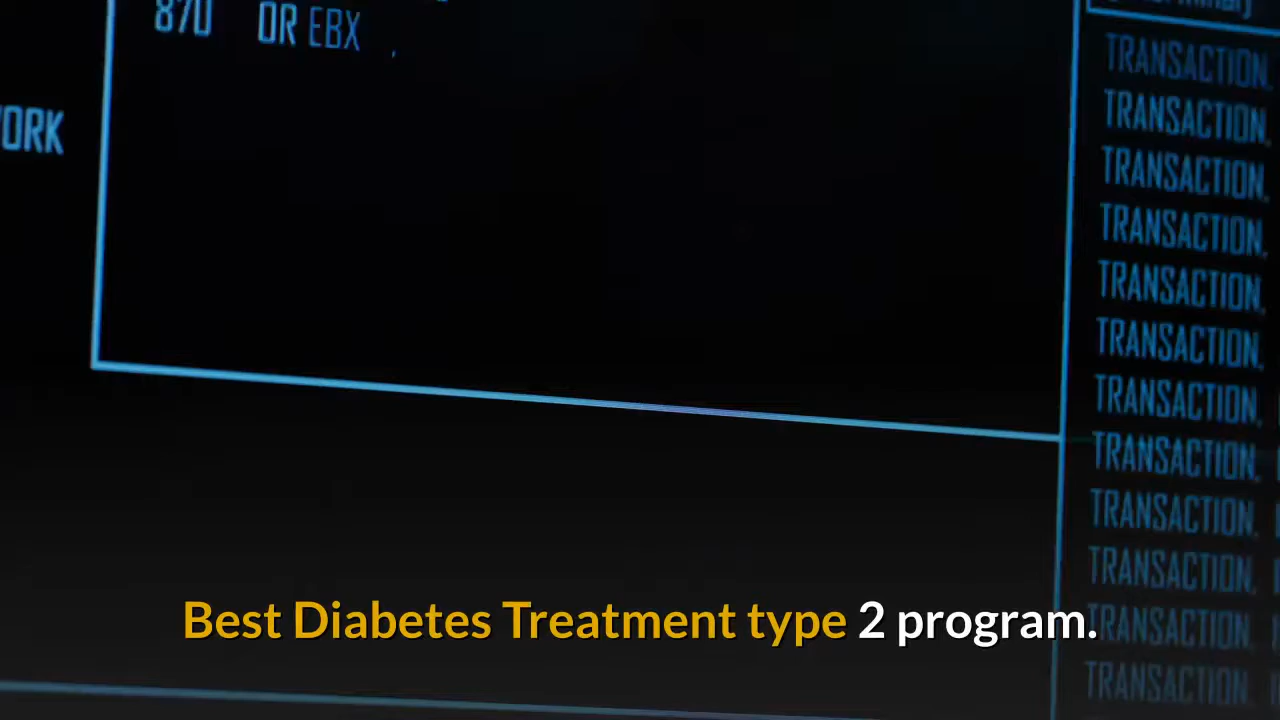 870 OR EBX
TRANSACTION.
TRANSACTION.
TRANSACTION.
TRANSACTION.
TRANSACTION.
TRANSACTION.
TRANSACTION.
TRANSACTION.
TRANSACTION.
TRANSACTION.
TRANSACTION.
TRANSACTION
Best Diabetes Treatment type 2 program.